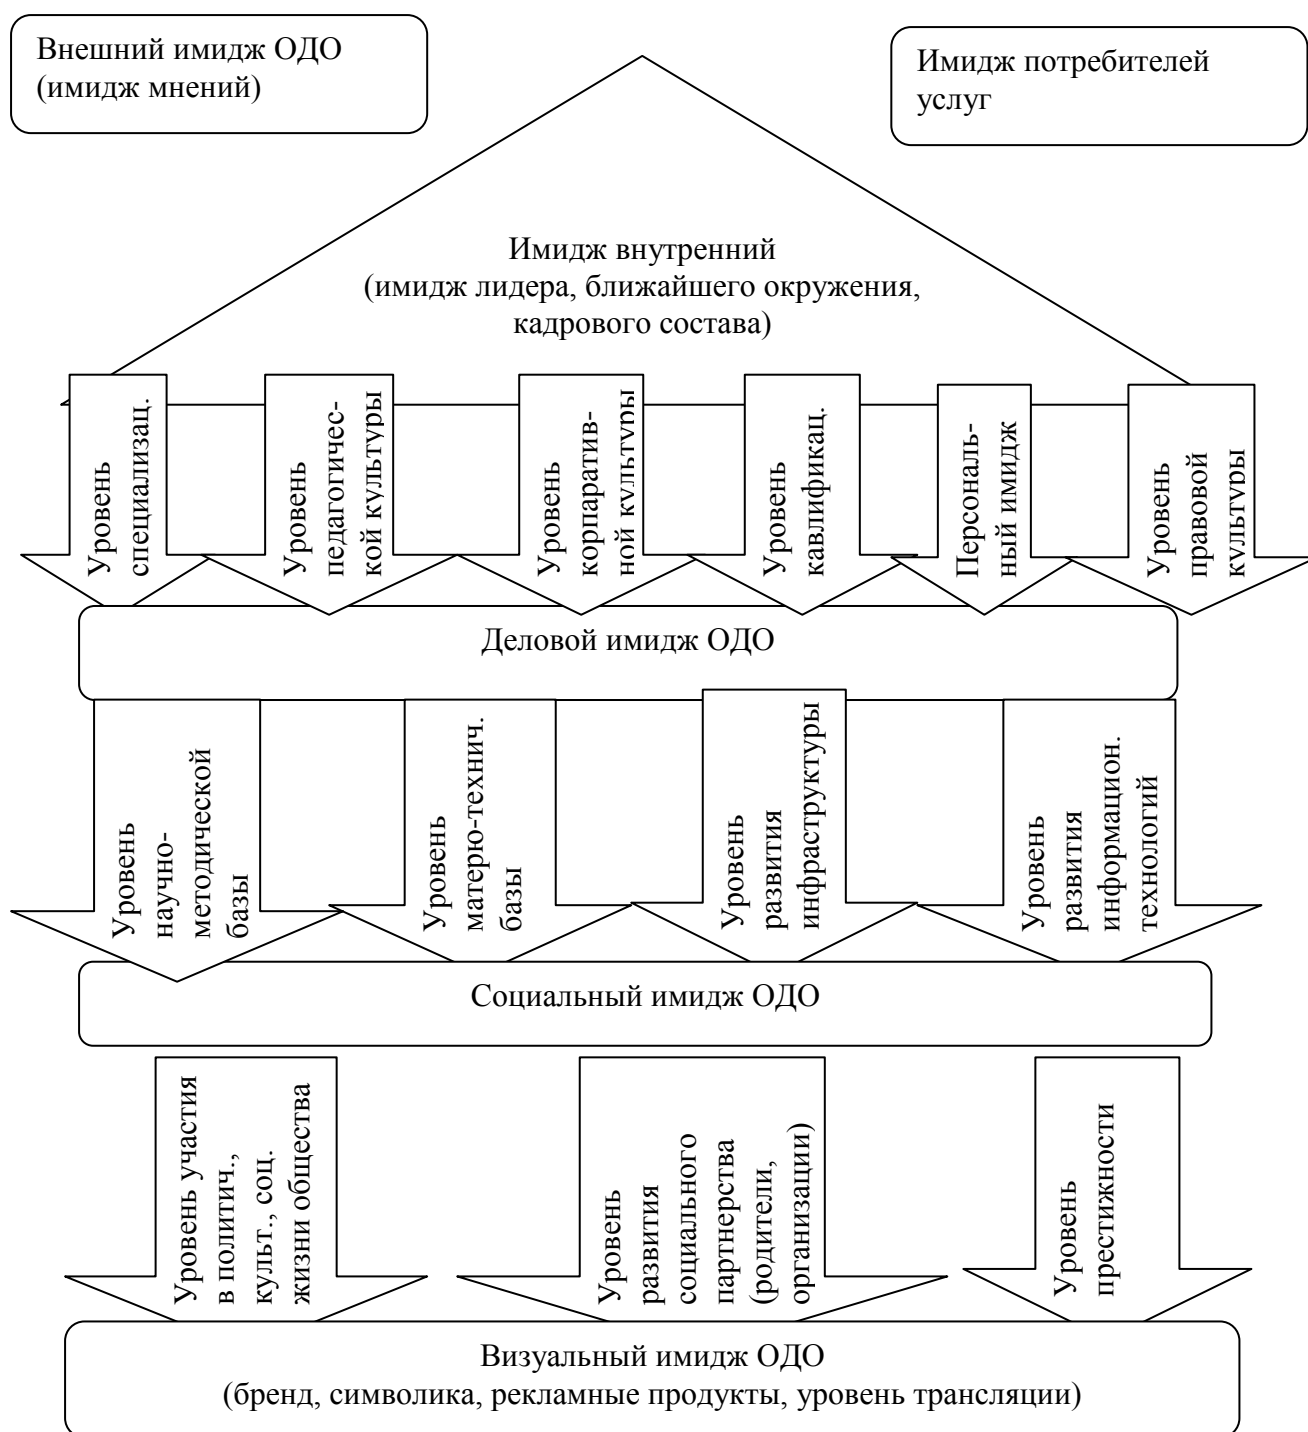 Внешний имидж ОДО
(имидж мнений)
Имидж потребителей
услуг
Имидж внутренний
(имидж лидера, ближайшего окружения,
кадрового состава)
Уровень
специализац.
Уровень
педагогичес-
кой культуры
Уровень
корпаратив-
ной культуры
Уровень
кавлификац.
Персональ-
ный имидж
Уровень
правовой
культуры
Деловой имидж ОДО
Уровень
научно-
методической
базы
Уровень
матерю-технич.
базы
Уровень
развития
инфраструктуры
Уровень
развития
информацион.
технологий
Социальный имидж ОДО
Уровень участия
в политич.,
культ., соц.
жизни общества
Уровень
развития
социального
партнерства
(родители,
организации)
Уровень
престижности
Визуальный имидж ОДО
(бренд, символика, рекламные продукты, уровень трансляции)